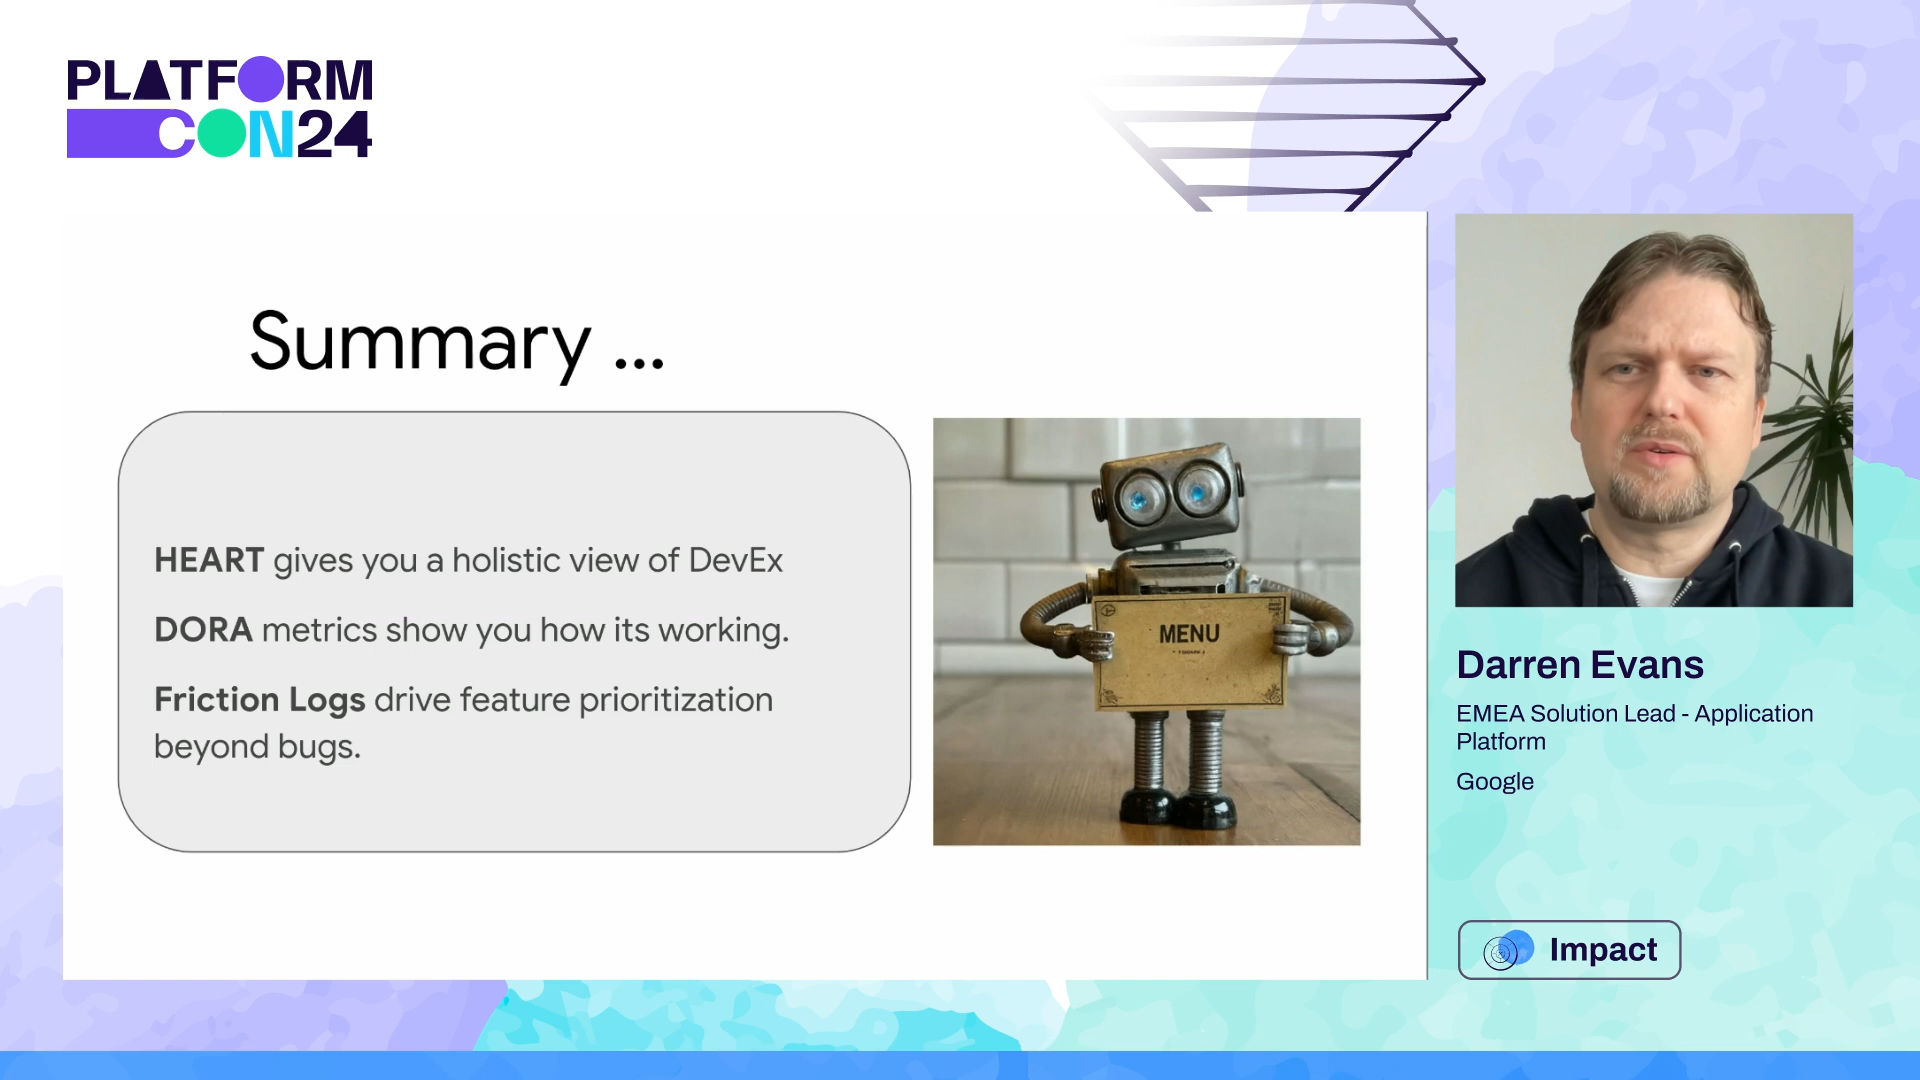 PLATFORM
CON24
Summary ...
HEART gives you a holistic view of DevEx
DORA metrics show you how its working.
Friction Logs drive feature prioritization
beyond bugs.
MENU
Darren Evans
EMEA Solution Lead - Application
Platform
Google
Impact